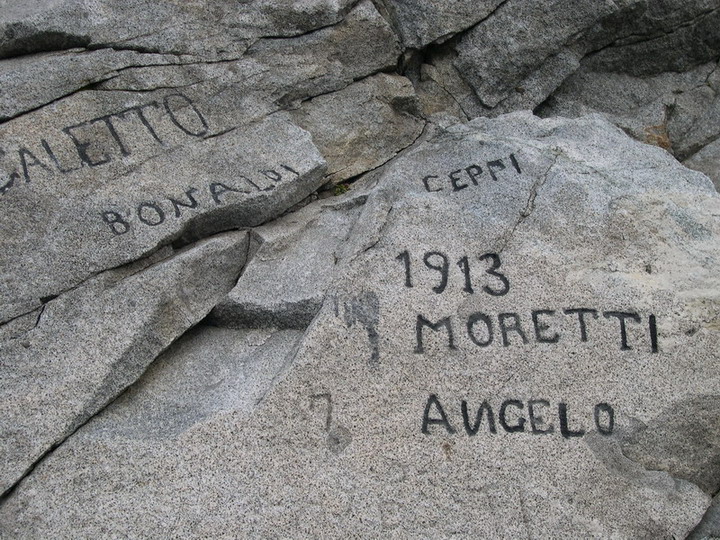 GALETTO
BONALDI
CEPPI
1913
MORETTI
ANGELO